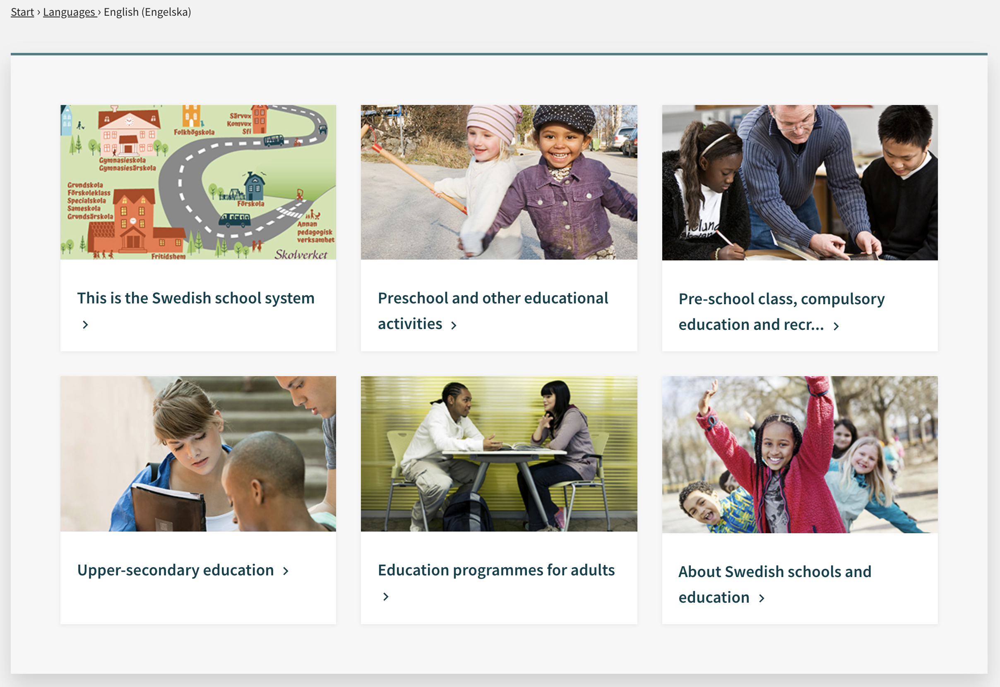 Start › Languages › English (Engelska)
Särvux
Komvux
Sfi
Folkhögskola
Gymnasieskola
Gymnasiesärskola
Grundskola
Förskoleklass
Specialskola
Sameskola
Grundsärskola
Förskola
Annan
pedagogisk
verksamhet
Fritidshem
Skolverket
This is the Swedish school system
›
Preschool and other educational
activities ›
Pre-school class, compulsory
education and recr... ›
Upper-secondary education ›
Education programmes for adults
›
About Swedish schools and
education ›